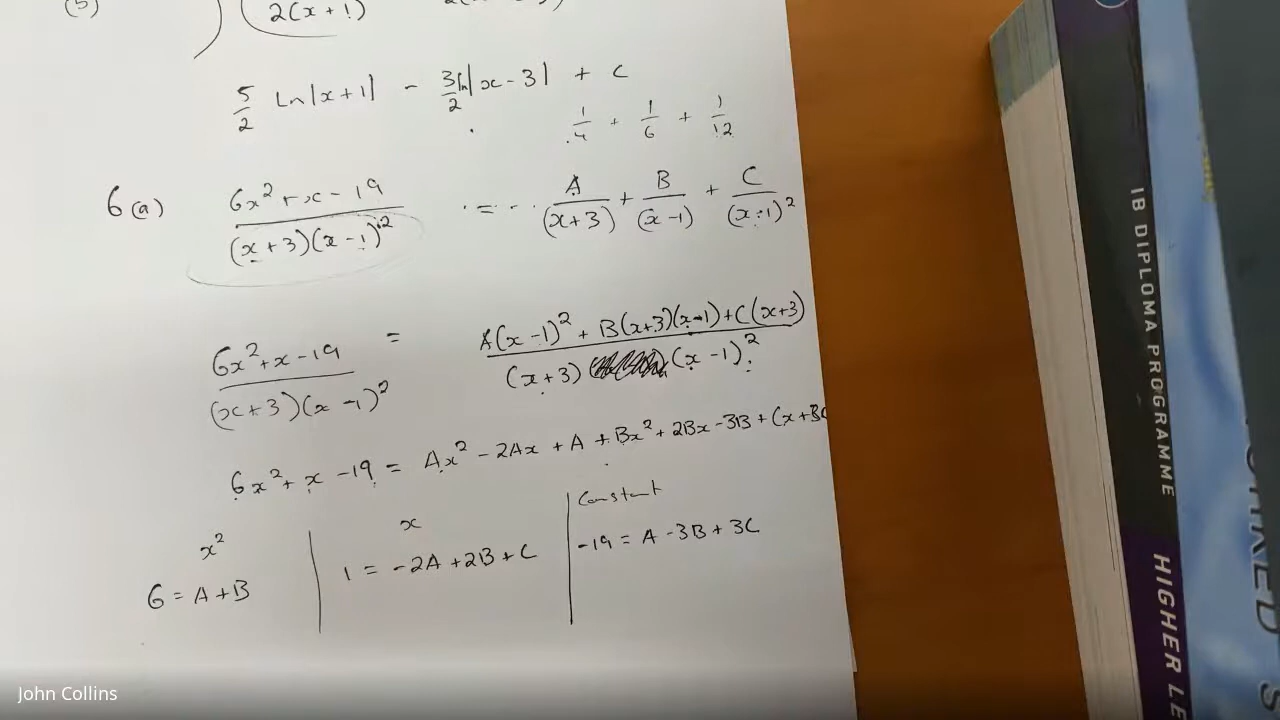 (b) 2(x + 1)
5/2 Ln|x+1| - 3/2 ln|x-3| + C
1/4 + 1/6 + 1/12
6(a) (6x² + x - 19)/((x+3)(x-1)²) = A/(x+3) + B/(x-1) + C/(x-1)²
(6x²+x-19)/((x+3)(x-1)²) = (A(x-1)² + B(x+3)(x-1) + C(x+3))/((x+3)(x-1)²)
6x² + x - 19 = Ax² - 2Ax + A + Bx² + 2Bx - 3B + Cx +
x² | x | Constant
6 = A+B | 1 = -2A + 2B + C | -19 = A - 3B + 3C
IB DIPLOMA PROGRAMME
HIGHER LE
John Collins